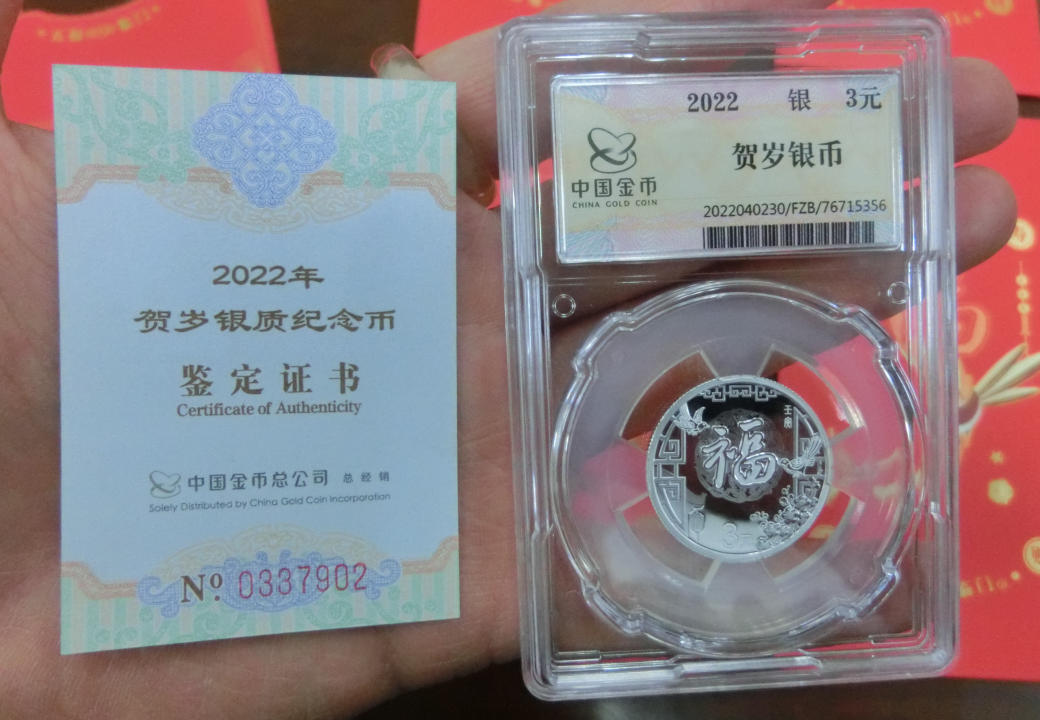 2022年
贺岁银质纪念币
鉴定证书
Certificate of Authenticity
中国金币总公司 总经销
Solely Distributed by China Gold Coin Incorporation
Nº. 0337902
2022 银 3元
贺岁银币
中国金币
CHINA GOLD COIN
2022040230/FZB/76715356
壬寅
福
3元